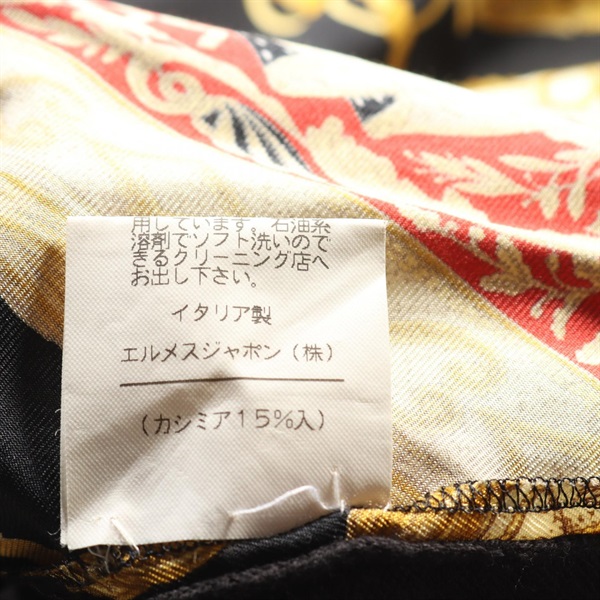 用しています。石油系
溶剤でソフト洗いので
きるクリーニング店へ
お出し下さい。
イタリア製
エルメスジャポン(株)
(カシミア15%入)